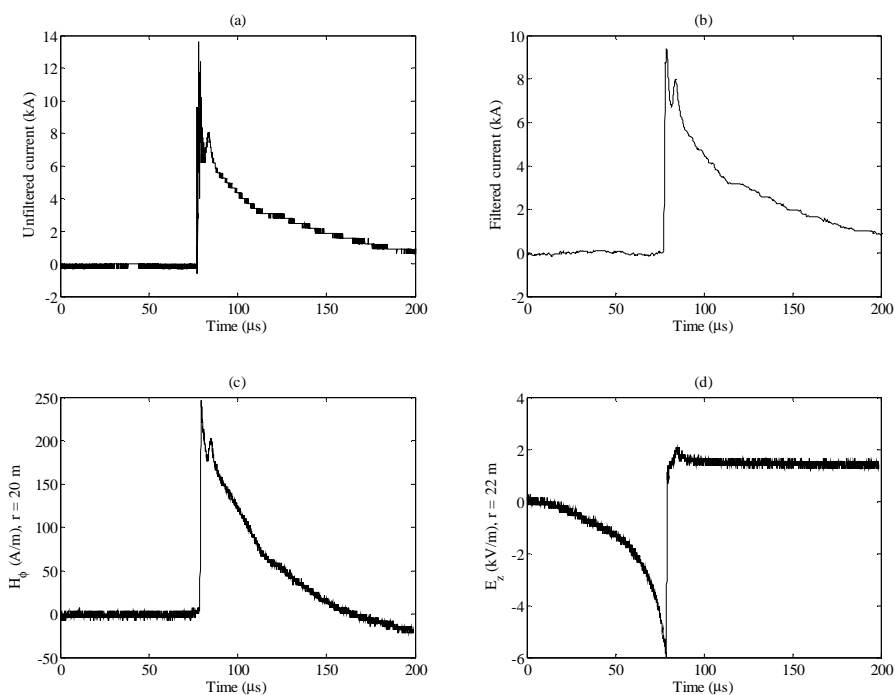 (a)
Unfiltered current (kA)
14
12
10
8
6
4
2
0
-2
0 50 100 150 200
Time (μs)
(b)
Filtered current (kA)
10
8
6
4
2
0
-2
0 50 100 150 200
Time (μs)
(c)
H_ϕ (A/m), r = 20 m
250
200
150
100
50
0
-50
0 50 100 150 200
Time (μs)
(d)
E_z (kV/m), r = 22 m
4
2
0
-2
-4
-6
0 50 100 150 200
Time (μs)